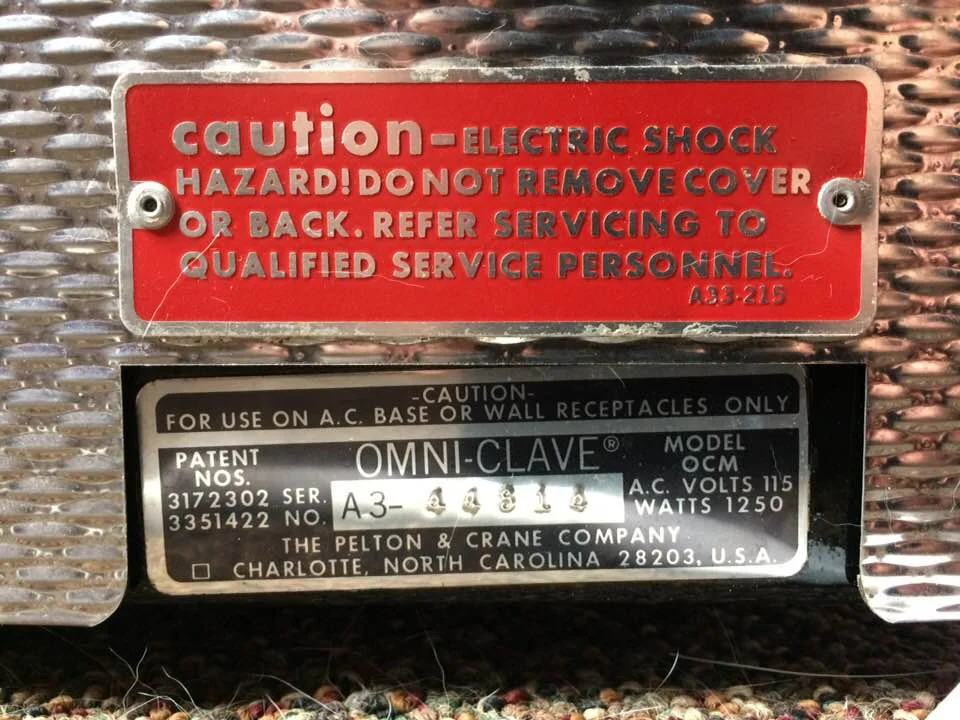 caution-ELECTRIC SHOCK
HAZARD! DO NOT REMOVE COVER
OR BACK. REFER SERVICING TO
QUALIFIED SERVICE PERSONNEL.
A33-215
-CAUTION-
FOR USE ON A.C. BASE OR WALL RECEPTACLES ONLY
PATENT NOS. 3172302 3351422
OMNI-CLAVE®
MODEL OCM
SER. NO. A3-
A.C. VOLTS 115
WATTS 1250
THE PELTON & CRANE COMPANY
CHARLOTTE, NORTH CAROLINA 28203, U.S.A.